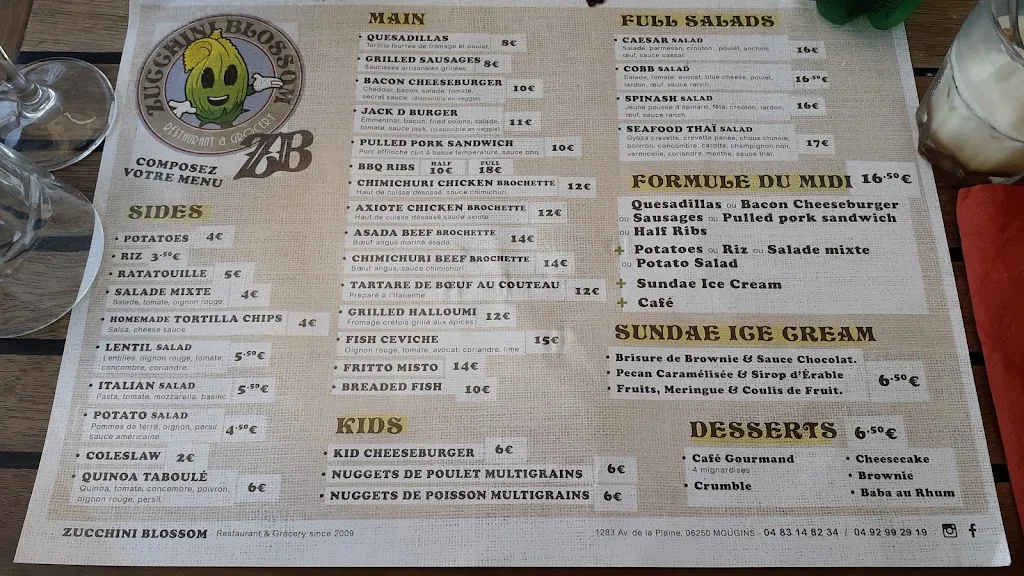 ZUCCHINI BLOSSOM
RESTAURANT & GROCERY
ZB
COMPOSEZ
VOTRE MENU
SIDES
• POTATOES 4€
• RIZ 3.50€
• RATATOUILLE 5€
• SALADE MIXTE 4€
Salade, tomate, oignon rouge.
• HOMEMADE TORTILLA CHIPS 4€
Salsa, cheese sauce
• LENTIL SALAD 5.50€
Lentilles, oignon rouge, tomate,
concombre, coriandre
• ITALIAN SALAD 5.50€
Pasta, tomate, mozzarella, basilic.
• POTATO SALAD 4.50€
Pommes de terre, oignon, persil,
sauce américaine.
• COLESLAW 2€
QUINOA TABOULÉ 6€
Quinoa, tomate, concombre, poivron,
oignon rouge, persil.
MAIN
• QUESADILLAS 8€
Tortilla fourrée de fromage et poulet
• GRILLED SAUSAGES 8€
Saucisses artisanales grillées
• BACON CHEESEBURGER 10€
Cheddar, bacon, salade, tomate,
secret sauce (disponible en veggie)
• JACK D BURGER 11€
Emmenthal, bacon, fried onions, salade,
tomate, sauce jack, (disponible en veggie)
• PULLED PORK SANDWICH 10€
Porc effiloché cuit à basse température, sauce bbq.
• BBQ RIBS HALF 10€ FULL 18€
• CHIMICHURI CHICKEN BROCHETTE 12€
Haut de cuisse désossé, sauce chimichuri.
• AXIOTE CHICKEN BROCHETTE 12€
Haut de cuisse désossé sauce axiote
• ASADA BEEF BROCHETTE 14€
Bœuf angus mariné asada.
• CHIMICHURI BEEF BROCHETTE 14€
Bœuf angus, sauce chimichuri.
• TARTARE DE BŒUF AU COUTEAU 12€
Préparé à l'Italienne
• GRILLED HALLOUMI 12€
Fromage crétois grillé aux épices.
• FISH CEVICHE 15€
Oignon rouge, tomate, avocat, coriandre, lime
• FRITTO MISTO 14€
• BREADED FISH 10€
KIDS
• KID CHEESEBURGER 6€
• NUGGETS DE POULET MULTIGRAINS 6€
• NUGGETS DE POISSON MULTIGRAINS 6€
FULL SALADS
• CAESAR SALAD 16€
Salade, parmesan, crouton, poulet, anchois,
œuf, sauce caesar.
• COBB SALAD 16.50€
Salade, tomate, avocat, blue cheese, poulet,
lardon, œuf, sauce ranch.
• SPINASH SALAD 16€
Jeune pousse d'épinard, féta, crouton, lardon,
œuf, sauce ranch
• SEAFOOD THAÏ SALAD 17€
Gyoza crevette, crevette panée, choux chinois,
poivron, concombre, carotte, champignon noir,
vermicelle, coriandre, menthe, sauce thaï.
FORMULE DU MIDI 16.50€
Quesadillas ou Bacon Cheeseburger
ou Sausages ou Pulled pork sandwich
ou Half Ribs
+ Potatoes ou Riz ou Salade mixte
ou Potato Salad
+ Sundae Ice Cream
+ Café
SUNDAE ICE CREAM
• Brisure de Brownie & Sauce Chocolat.
• Pecan Caramélisée & Sirop d'Érable
• Fruits, Meringue & Coulis de Fruit.
6.50€
DESSERTS 6.50€
• Café Gourmand
4 mignardises
• Crumble
• Cheesecake
• Brownie
• Baba au Rhum
ZUCCHINI BLOSSOM - Restaurant & Grocery since 2009
1283 Av. de la Plaine, 06250 MOUGINS - 04 83 14 82 34 / 04 92 99 29 19